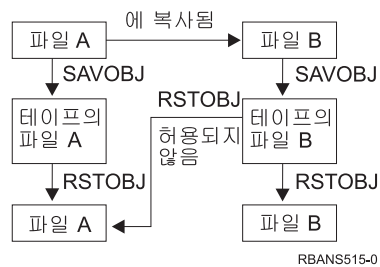 에 복사됨
파일 A
파일 B
SAVOBJ
SAVOBJ
RSTOBJ
테이프의
파일 A
허용되지
않음
테이프의
파일 B
RSTOBJ
RSTOBJ
파일 A
파일 B
RBANS515-0